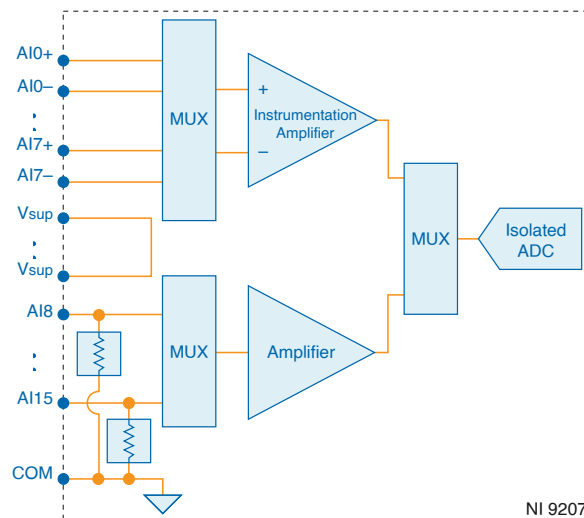 AI0+
AI0–
AI7+
AI7–
Vsup
Vsup
AI8
AI15
COM
MUX
+
Instrumentation
Amplifier
–
MUX
Amplifier
MUX
Isolated
ADC
NI 9207